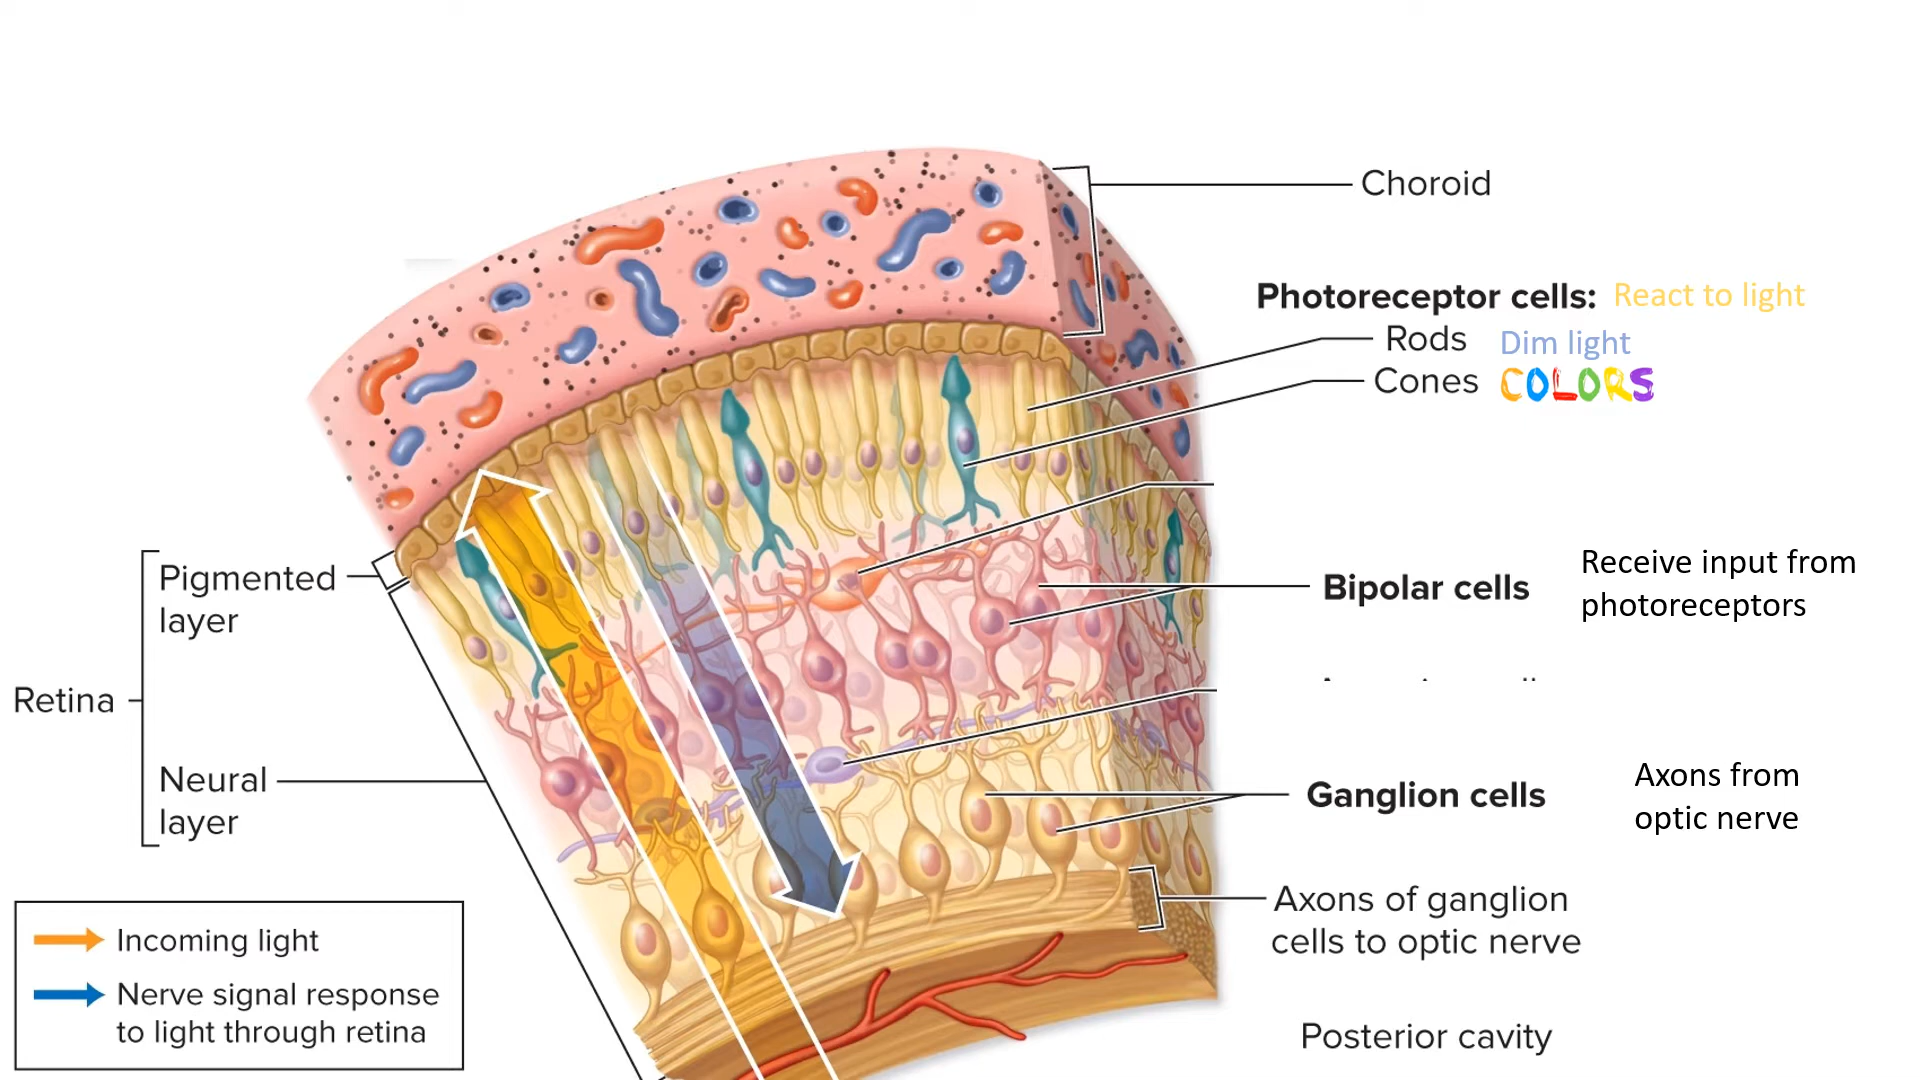 Choroid
Photoreceptor cells: React to light
Rods Dim light
Cones COLORS
Pigmented
layer
Bipolar cells
Receive input from
photoreceptors
Retina
Neural
layer
Ganglion cells
Axons from
optic nerve
Axons of ganglion
cells to optic nerve
Incoming light
Nerve signal response
to light through retina
Posterior cavity